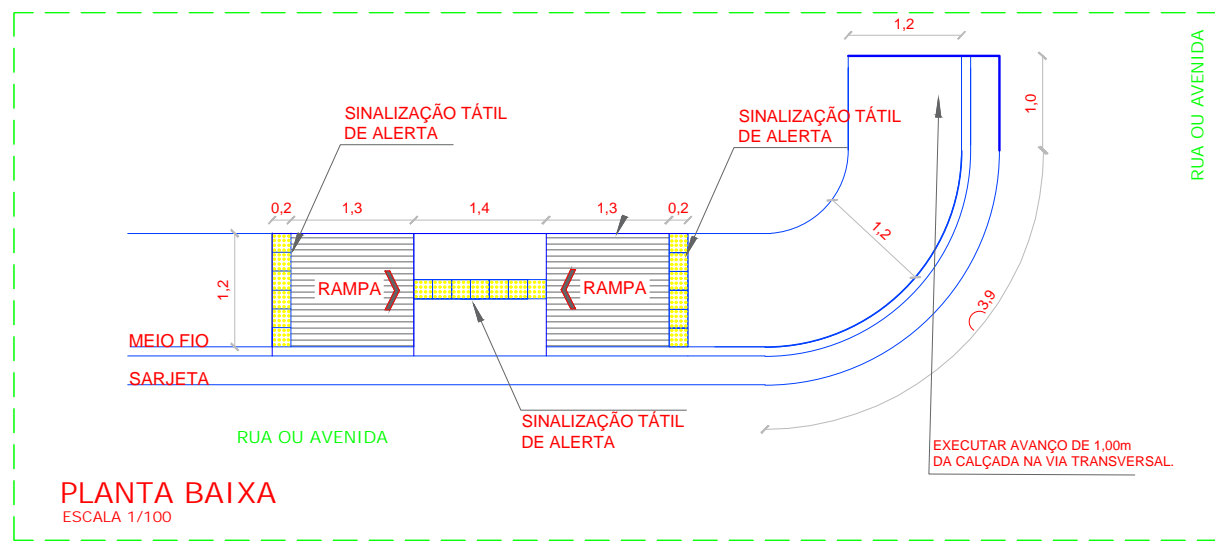 1,2
RUA OU AVENIDA
1,0
SINALIZAÇÃO TÁTIL
DE ALERTA
SINALIZAÇÃO TÁTIL
DE ALERTA
0,2
1,3
1,4
1,3
0,2
1,2
1,2
RAMPA
RAMPA
3,9
MEIO FIO
SARJETA
SINALIZAÇÃO TÁTIL
DE ALERTA
RUA OU AVENIDA
EXECUTAR AVANÇO DE 1,00m
DA CALÇADA NA VIA TRANSVERSAL.
PLANTA BAIXA
ESCALA 1/100